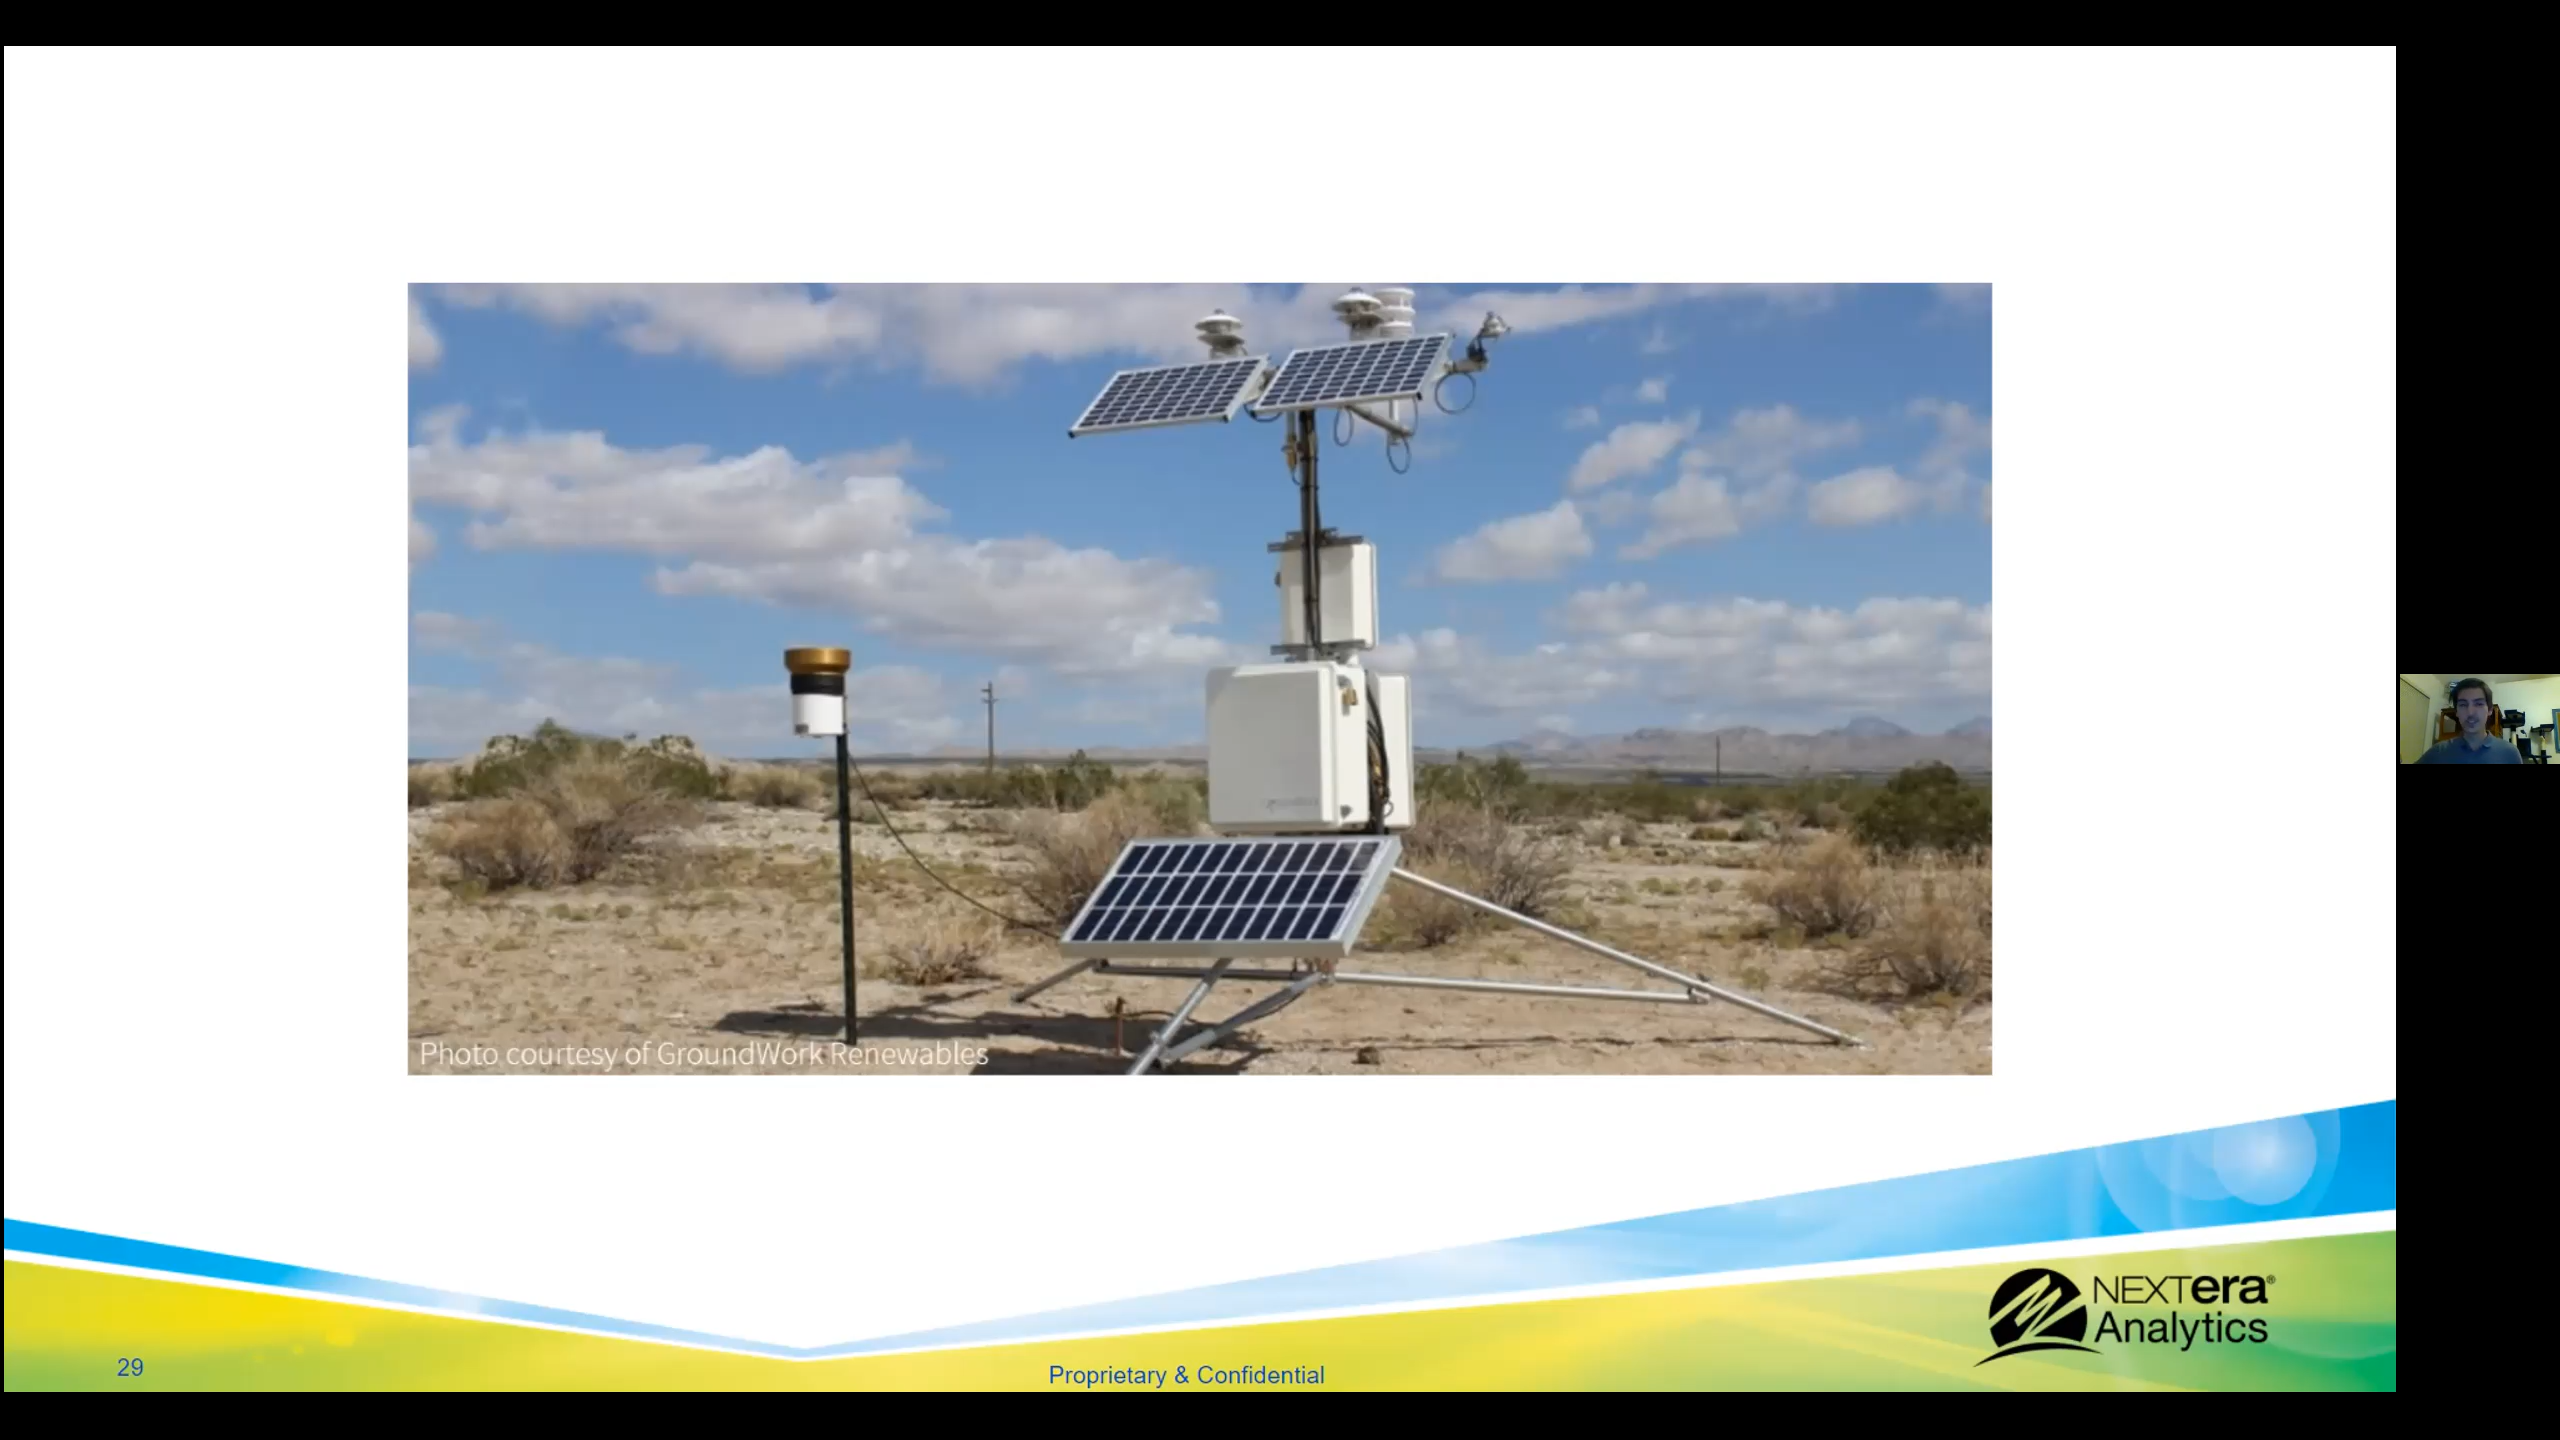 Photo courtesy of GroundWork Renewables
NEXTera®
Analytics
29
Proprietary & Confidential